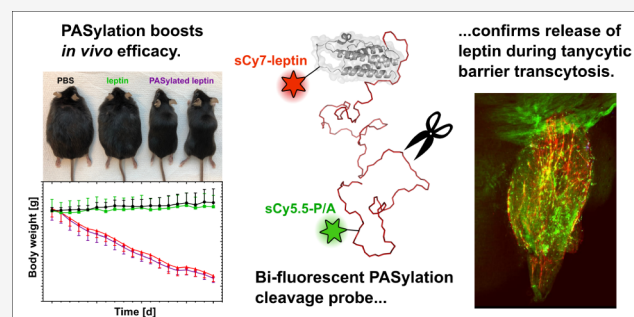 PASylation boosts
in vivo efficacy.
PBS
leptin
PASylated leptin
Body weight [g]
Time [d]
sCy7-leptin
sCy5.5-P/A
Bi-fluorescent PASylation
cleavage probe...
...confirms release of
leptin during tanycytic
barrier transcytosis.